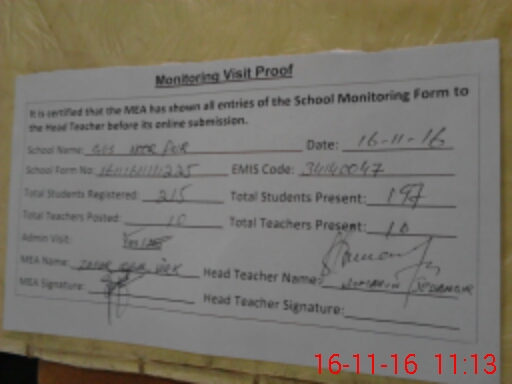 Monitoring Visit Proof
It is certified that the MEA has shown all entries of the School Monitoring Form to
the Head Teacher before its online submission.
School Name: Date: 16-11-16
School Form No: EMIS Code: 34140047
Total Students Registered: 215 Total Students Present: 197
Total Teachers Posted: 10 Total Teachers Present: 10
Admin Visit: Yes/No
MEA Name: Head Teacher Name:
MEA Signature: Head Teacher Signature:
16-11-16 11:13